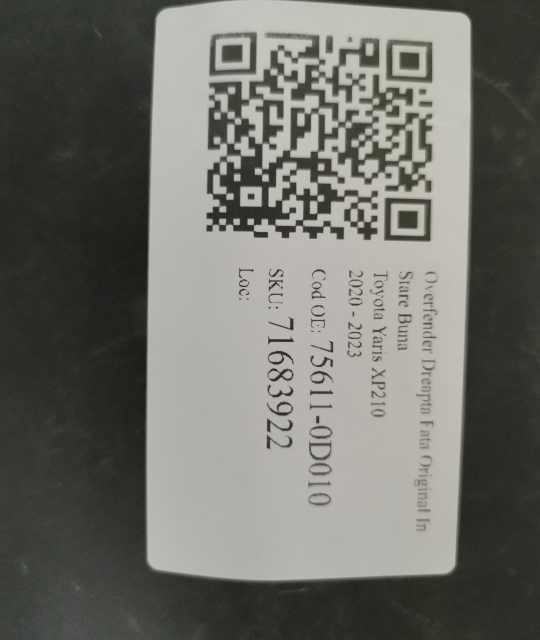 Overfender Dreapta Fata Original In
Stare Buna
Toyota Yaris XP210
2020 - 2023
Cod OE: 75611-0D010
SKU: 71683922
Loc: